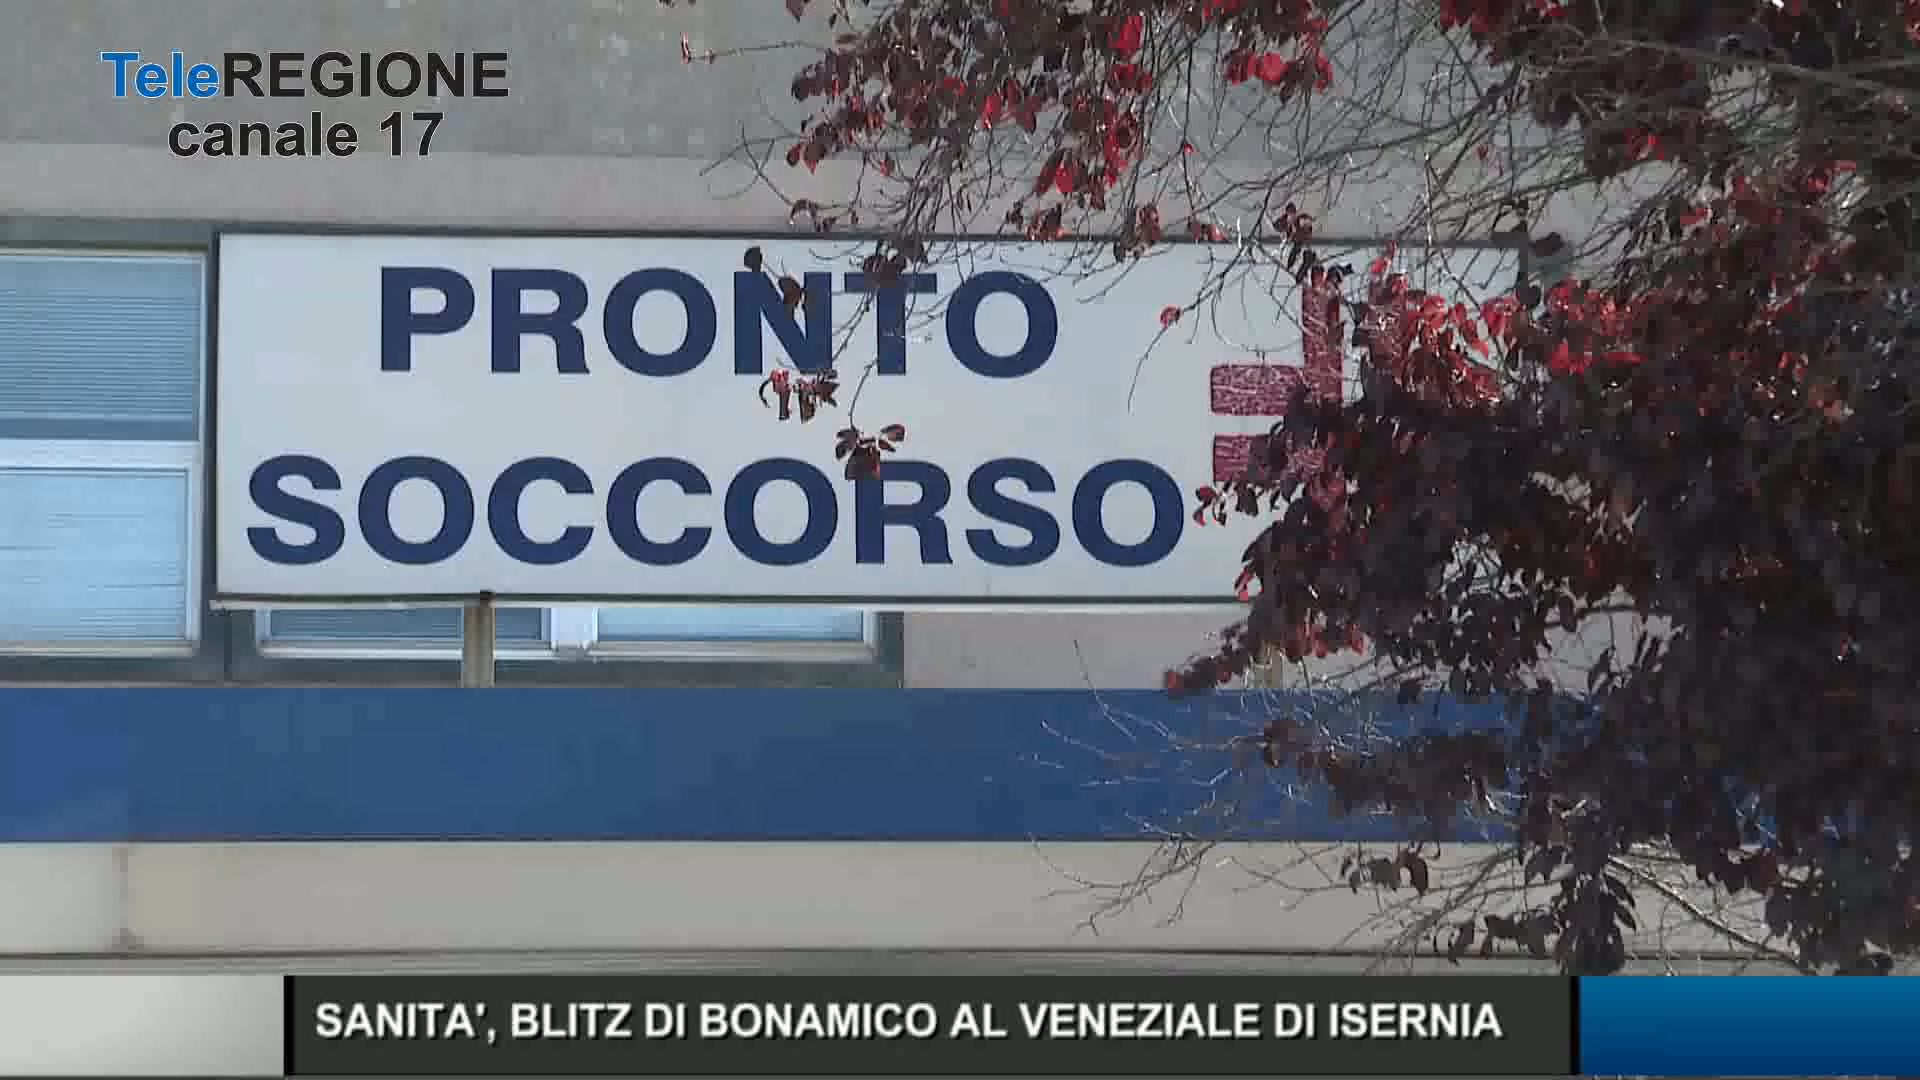 TeleREGIONE
canale 17
PRONTO
SOCCORSO
SANITA', BLITZ DI BONAMICO AL VENEZIALE DI ISERNIA